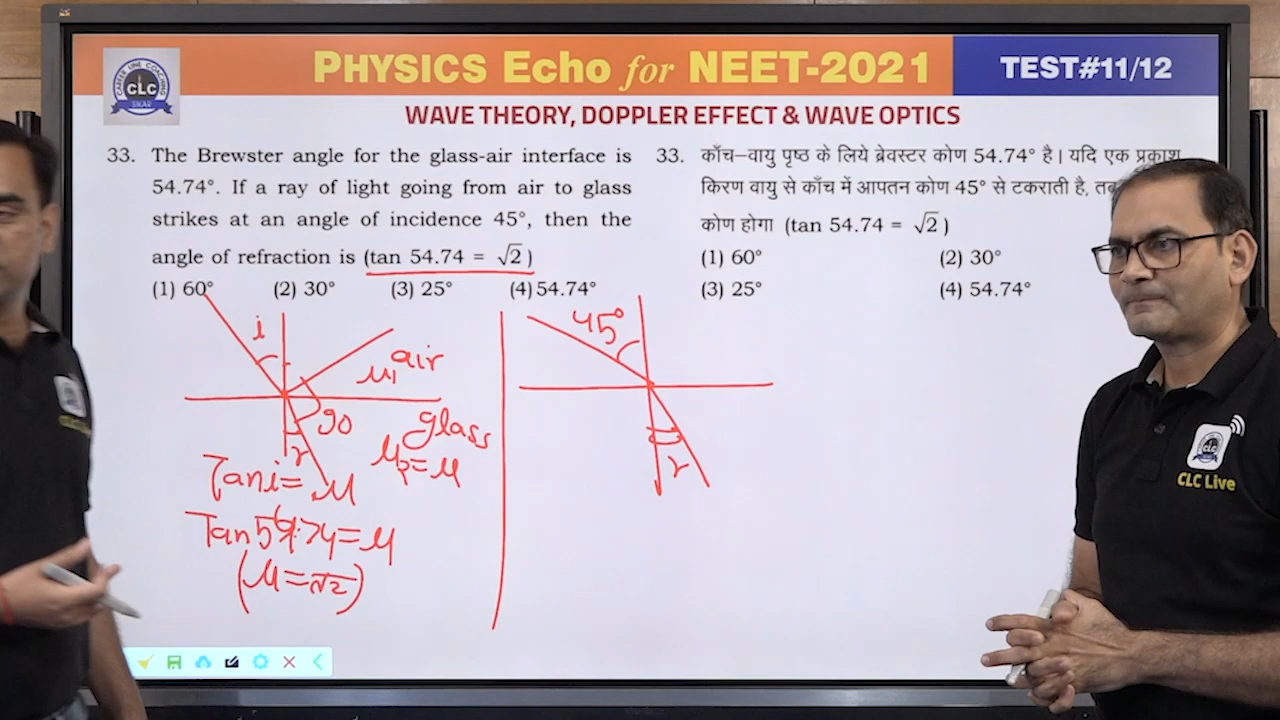 PHYSICS Echo for NEET-2021
TEST#11/12
CAREER LINE COACHING
CLC
SIKAR
WAVE THEORY, DOPPLER EFFECT & WAVE OPTICS
33. The Brewster angle for the glass-air interface is
54.74°. If a ray of light going from air to glass
strikes at an angle of incidence 45°, then the
angle of refraction is (tan 54.74 = √2)
(1) 60° (2) 30° (3) 25° (4) 54.74°
33. काँच–वायु पृष्ठ के लिये ब्रेवस्टर कोण 54.74° है। यदि एक प्रकाश
किरण वायु से काँच में आपतन कोण 45° से टकराती है,
कोण होगा (tan 54.74 = √2)
(1) 60° (2) 30°
(3) 25° (4) 54.74°
i
μ₁ air
90
glass
μ₂=μ
r
Tan i = μ
Tan 54.74 = μ
(μ = √2)
45°
r
CLC Live